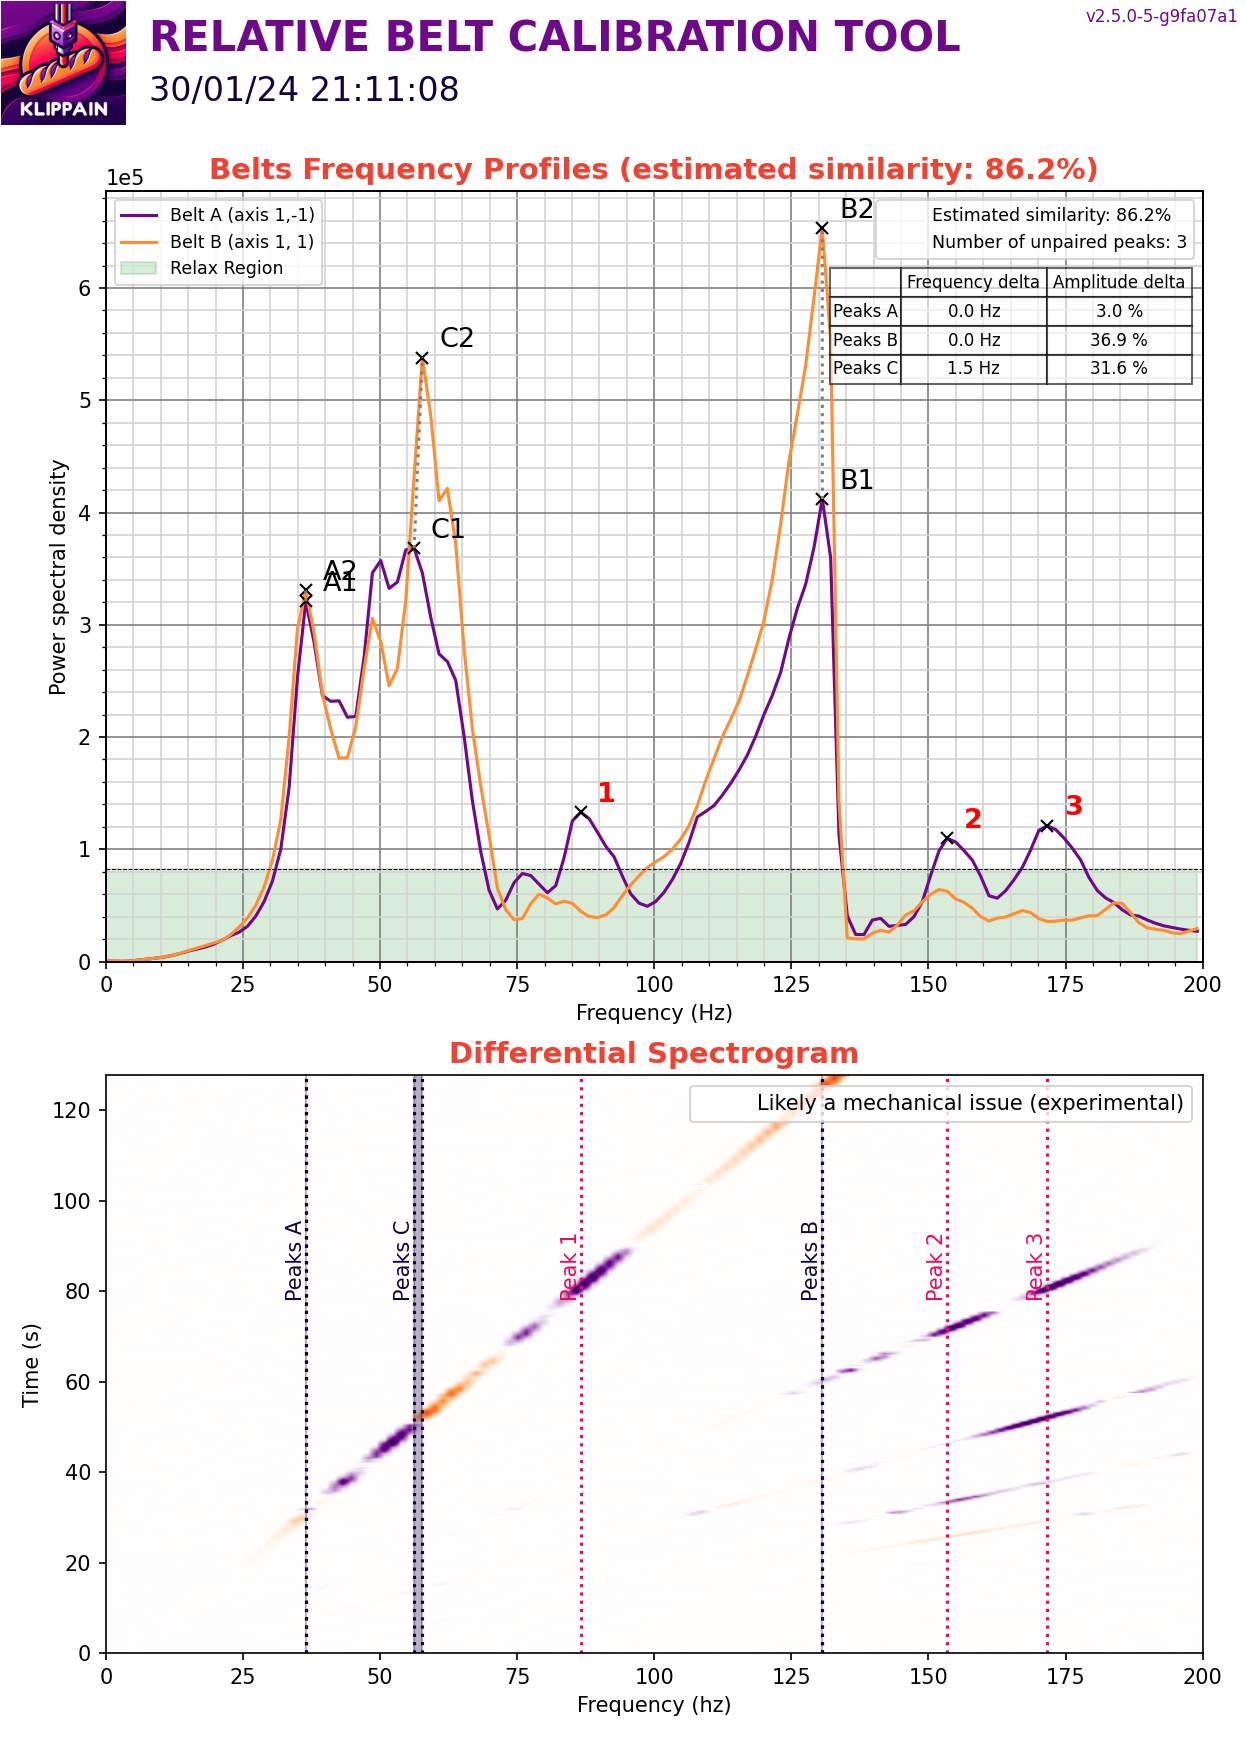 v2.5.0-5-g9fa07a1
RELATIVE BELT CALIBRATION TOOL
30/01/24 21:11:08
KLIPPAIN
Belts Frequency Profiles (estimated similarity: 86.2%)
1e5
Belt A (axis 1,-1)
Belt B (axis 1, 1)
Relax Region
Estimated similarity: 86.2%
Number of unpaired peaks: 3
Frequency delta Amplitude delta
Peaks A 0.0 Hz 3.0 %
Peaks B 0.0 Hz 36.9 %
Peaks C 1.5 Hz 31.6 %
B2
C2
B1
C1
A2
A1
1
2
3
6
5
4
3
2
1
0
Power spectral density
0 25 50 75 100 125 150 175 200
Frequency (Hz)
Differential Spectrogram
Likely a mechanical issue (experimental)
Peaks A
Peaks C
Peak 1
Peaks B
Peak 2
Peak 3
120
100
80
60
40
20
0
Time (s)
0 25 50 75 100 125 150 175 200
Frequency (hz)